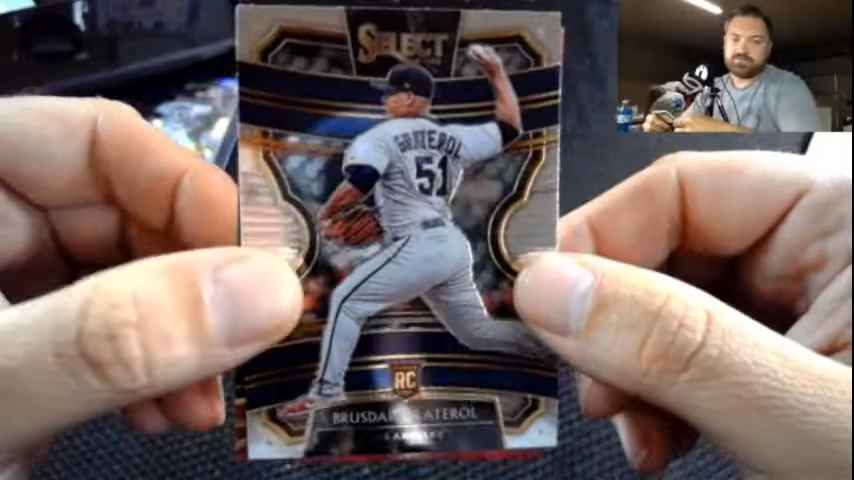 SELECT
GRATEROL
51
RC
BRUSDAR GRATEROL